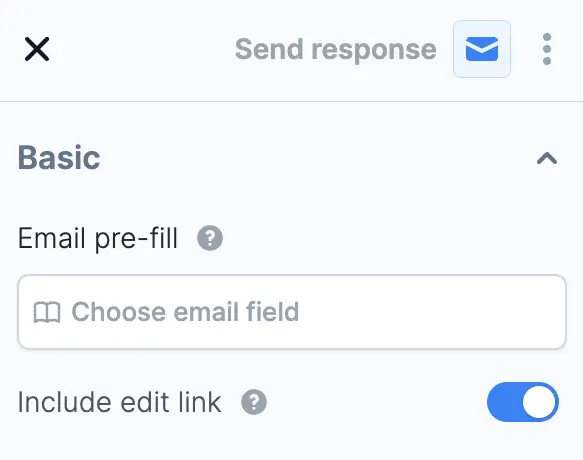 Send response
Basic
Email pre-fill
Choose email field
Include edit link